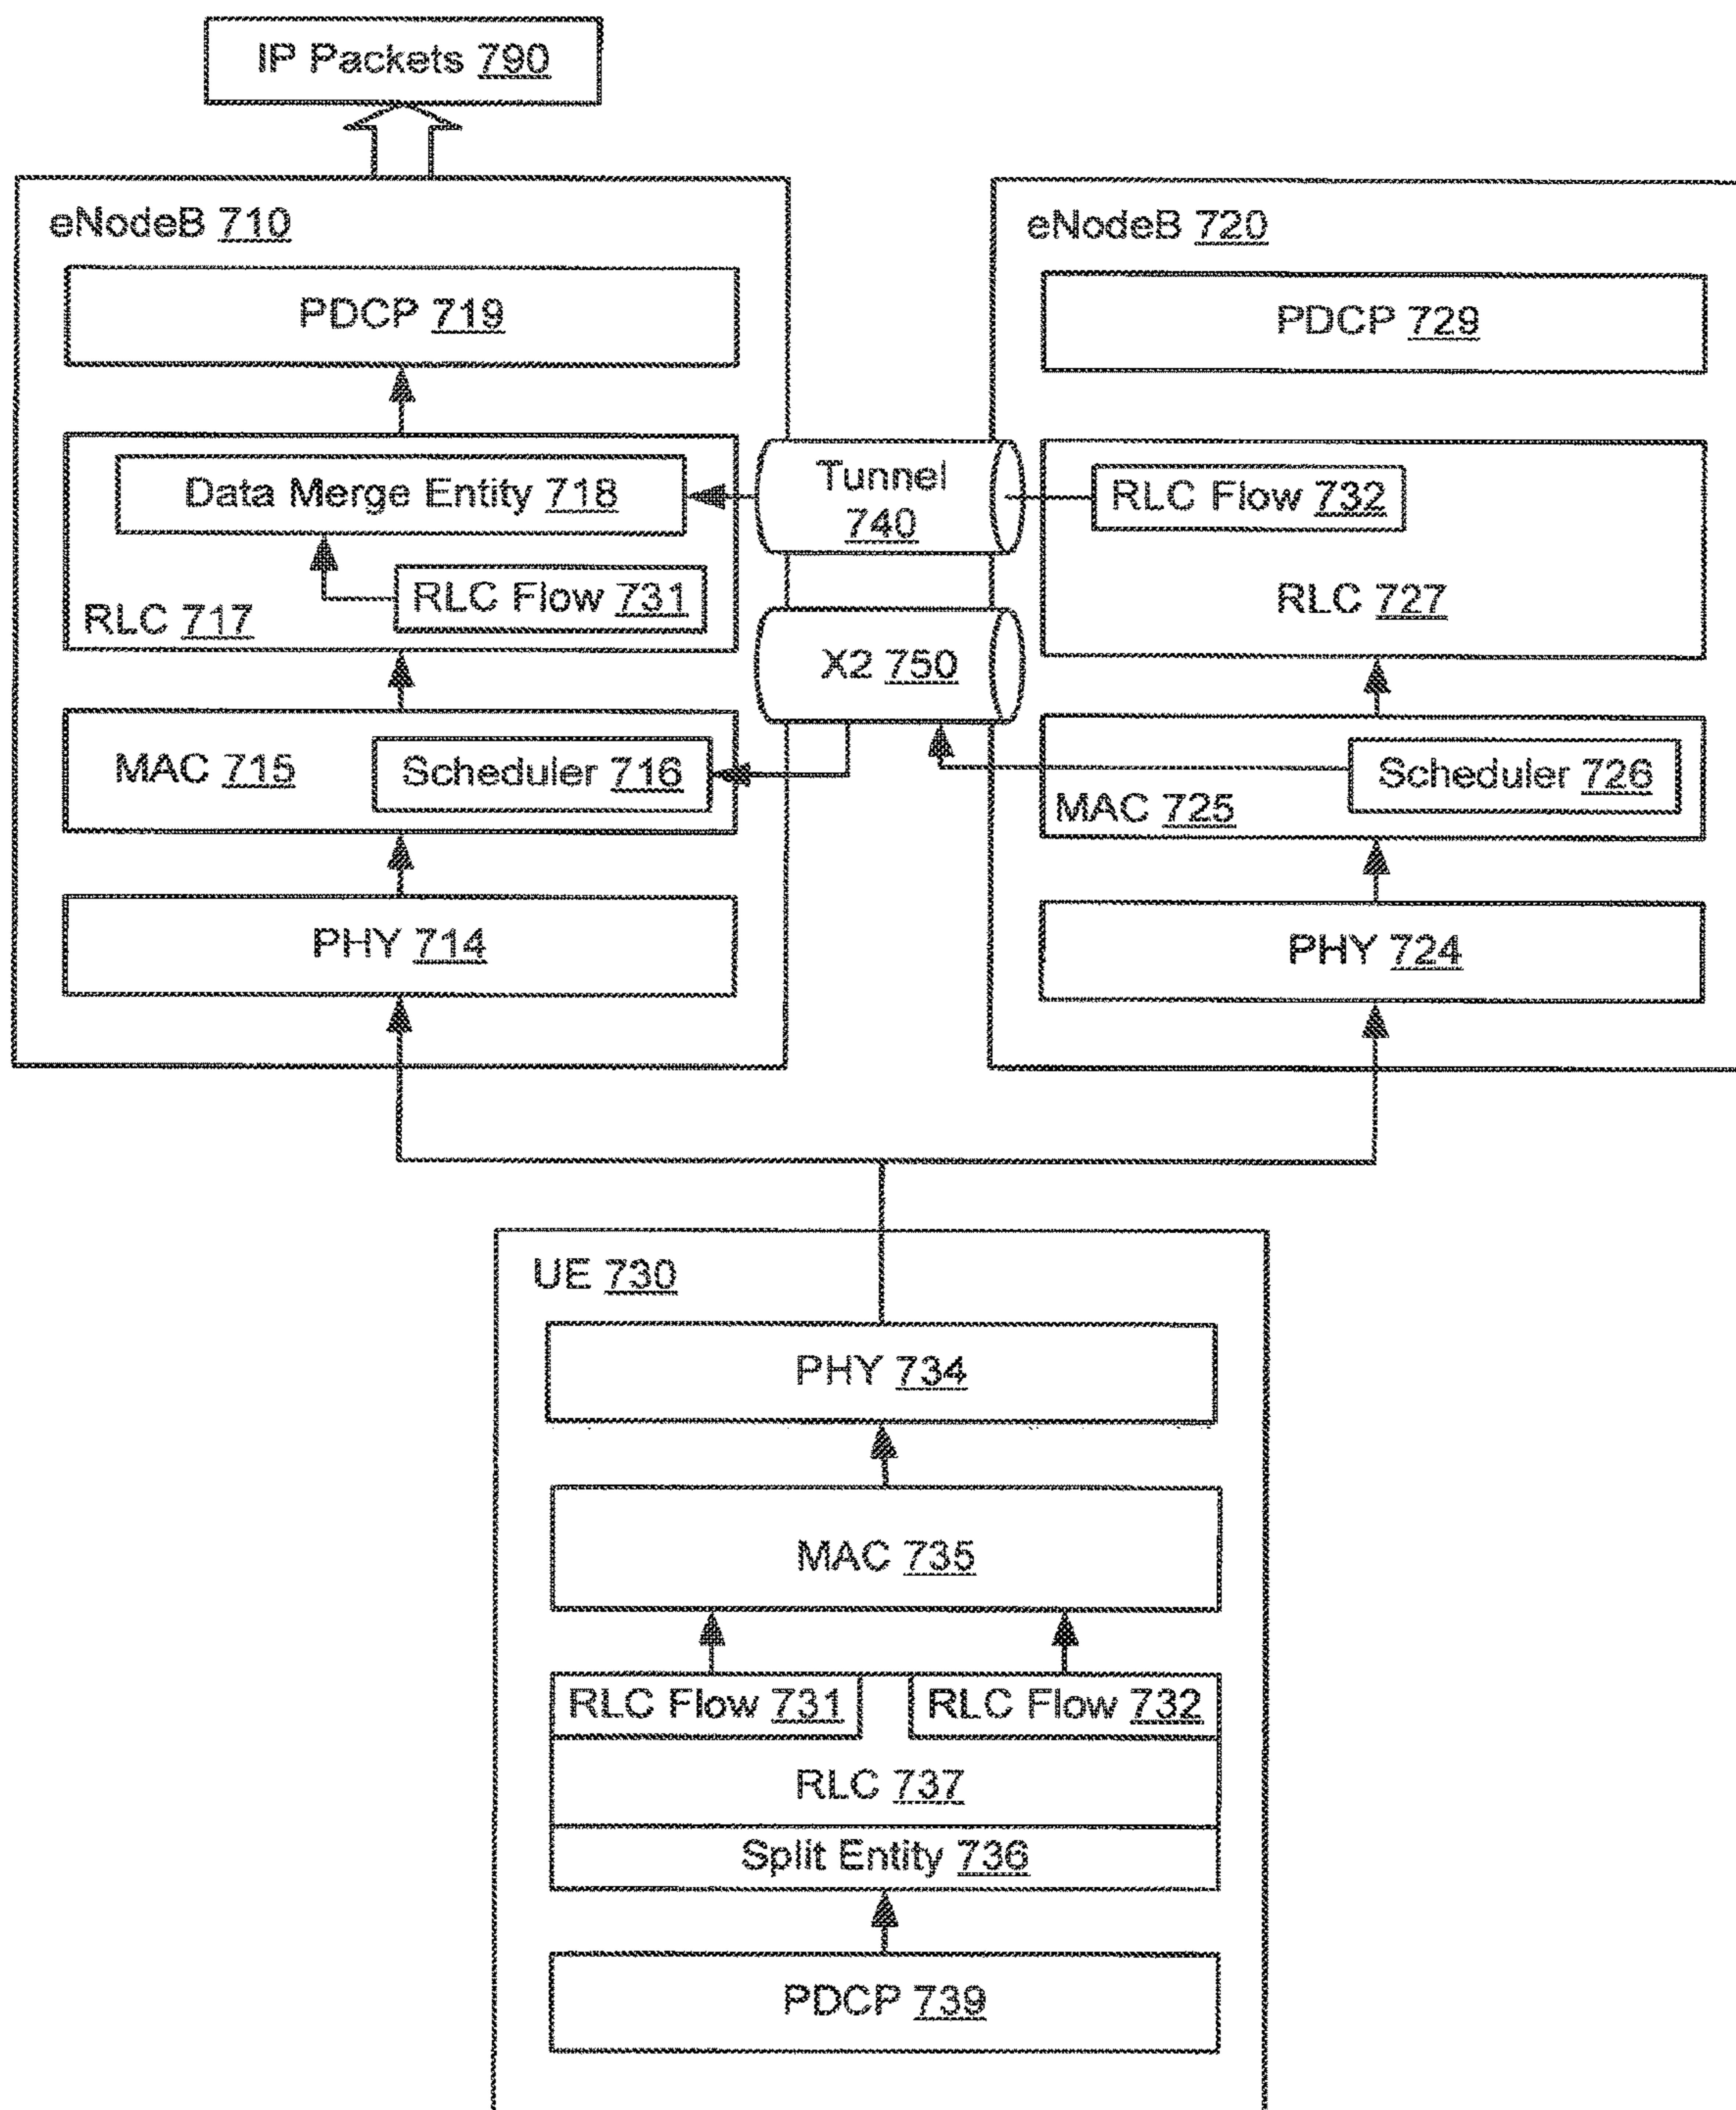 IP Packets 790
eNodeB 710
PDCP 719
Data Merge Entity 718
RLC Flow 731
RLC 717
MAC 715
Scheduler 716
PHY 714
Tunnel
740
X2 750
eNodeB 720
PDCP 729
RLC Flow 732
RLC 727
Scheduler 726
MAC 725
PHY 724
UE 730
PHY 734
MAC 735
RLC Flow 731
RLC Flow 732
RLC 737
Split Entity 736
PDCP 739